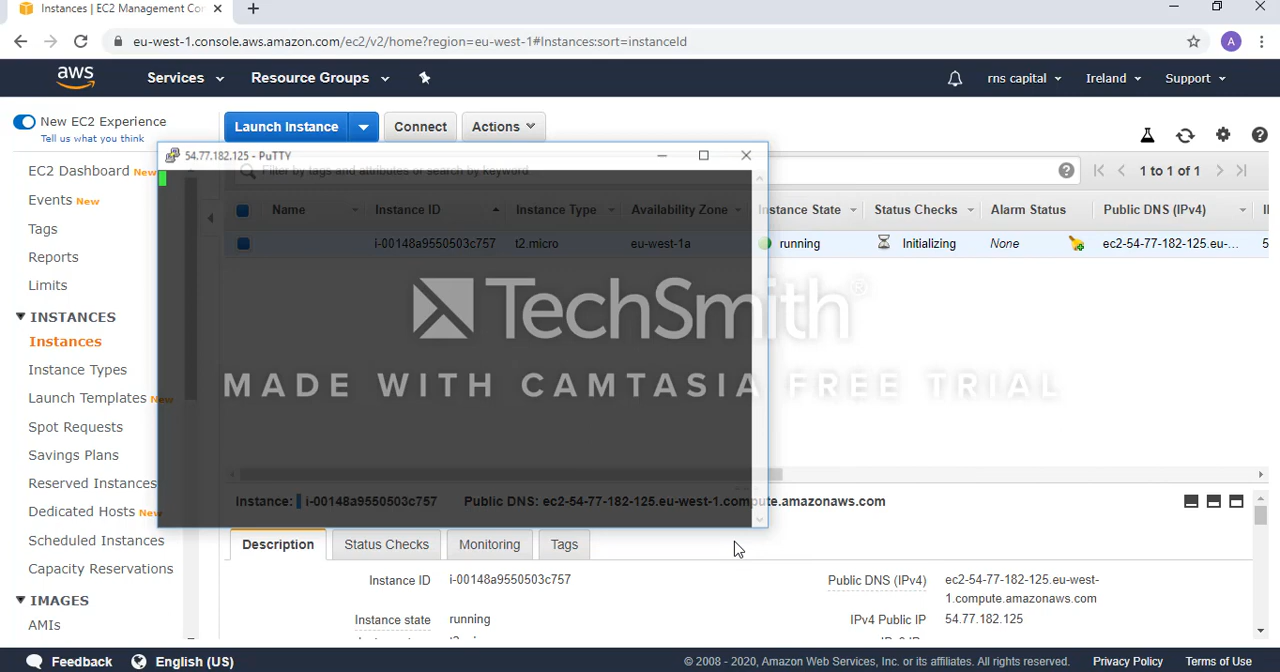 Instances | EC2 Management Con
eu-west-1.console.aws.amazon.com/ec2/v2/home?region=eu-west-1#Instances:sort=instanceId
A
aws Services Resource Groups rns capital Ireland Support
New EC2 Experience
Tell us what you think
Launch Instance Connect Actions
54.77.182.125 - PuTTY
Filter by tags and attributes or search by keyword
1 to 1 of 1
EC2 Dashboard New
Events New
Tags
Reports
Limits
INSTANCES
Instances
Instance Types
Launch Templates New
Spot Requests
Savings Plans
Reserved Instances
Dedicated Hosts New
Scheduled Instances
Capacity Reservations
IMAGES
AMIs
Name Instance ID Instance Type Availability Zone Instance State Status Checks Alarm Status Public DNS (IPv4)
i-00148a9550503c757 t2.micro eu-west-1a running Initializing None ec2-54-77-182-125.eu-...
TechSmith®
MADE WITH CAMTASIA FREE TRIAL
Instance: i-00148a9550503c757 Public DNS: ec2-54-77-182-125.eu-west-1.compute.amazonaws.com
Description Status Checks Monitoring Tags
Instance ID i-00148a9550503c757
Public DNS (IPv4) ec2-54-77-182-125.eu-west-
1.compute.amazonaws.com
Instance state running
IPv4 Public IP 54.77.182.125
Feedback English (US) © 2008 - 2020, Amazon Web Services, Inc. or its affiliates. All rights reserved. Privacy Policy Terms of Use